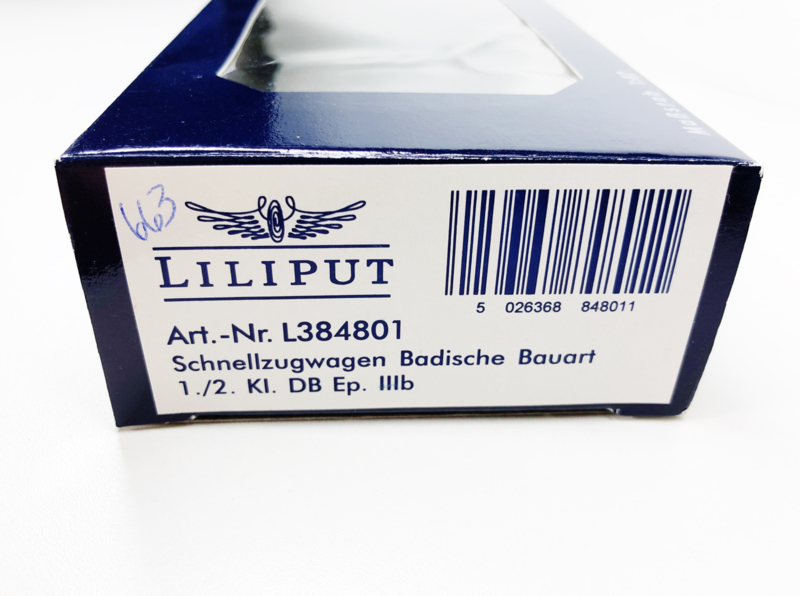 663
LILIPUT
5 026368 848011
Art.-Nr. L384801
Schnellzugwagen Badische Bauart
1./2. Kl. DB Ep. IIIb